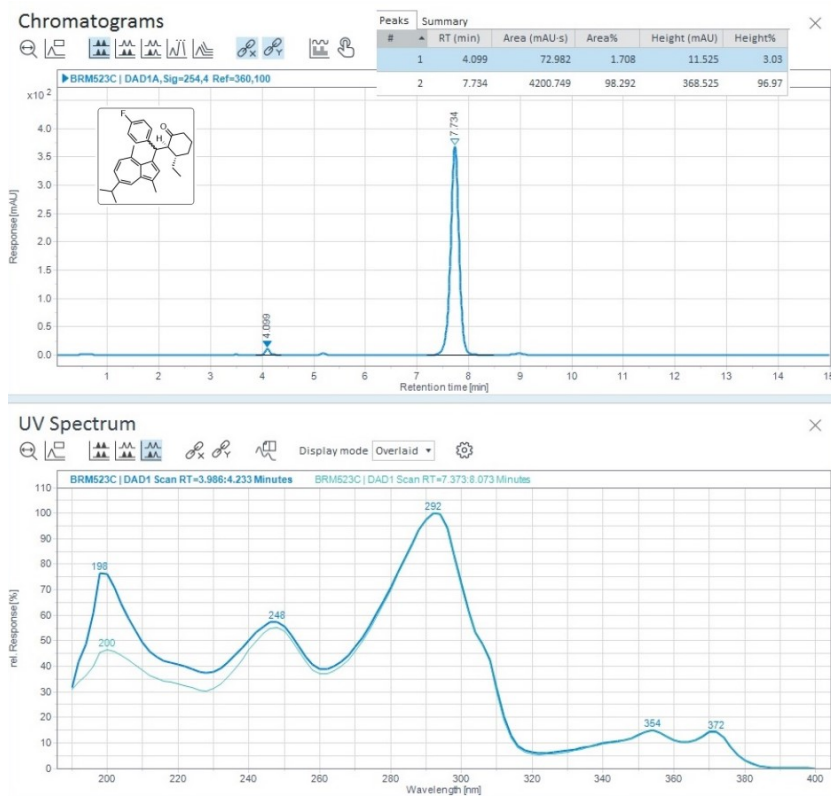 Chromatograms
Peaks Summary
# RT (min) Area (mAU·s) Area% Height (mAU) Height%
1 4.099 72.982 1.708 11.525 3.03
2 7.734 4200.749 98.292 368.525 96.97
BRM523C | DAD1A,Sig=254,4 Ref=360,100
x10²
F
O
H
7.734
4.099
4.0
3.5
3.0
2.5
2.0
1.5
1.0
0.5
0.0
Response[mAU]
1 2 3 4 5 6 7 8 9 10 11 12 13 14 15
Retention time [min]
UV Spectrum
Display mode Overlaid
BRM523C | DAD1 Scan RT=3.986:4.233 Minutes BRM523C | DAD1 Scan RT=7.373:8.073 Minutes
110
100
90
80
70
60
50
40
30
20
10
0
rel. Response[%]
292
198
248
200
354
372
200 220 240 260 280 300 320 340 360 380 400
Wavelength [nm]